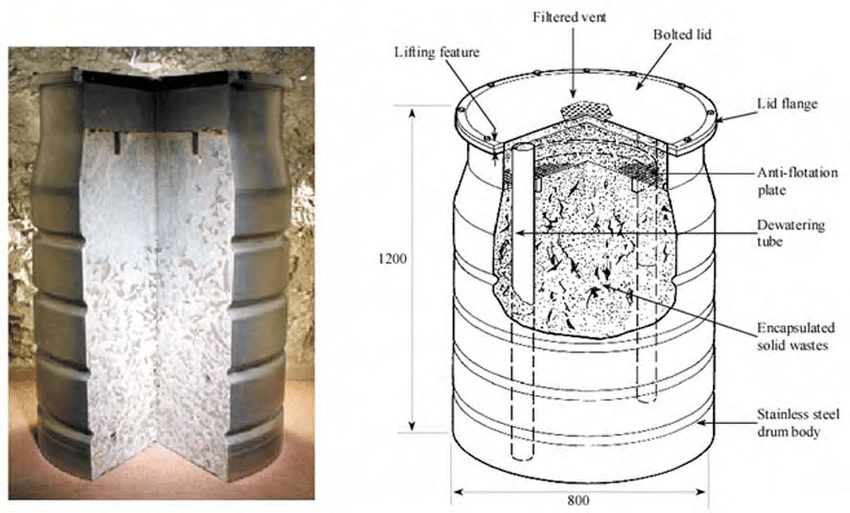 Filtered vent
Bolted lid
Lifting feature
Lid flange
Anti-flotation
plate
Dewatering
tube
1200
Encapsulated
solid wastes
Stainless steel
drum body
800